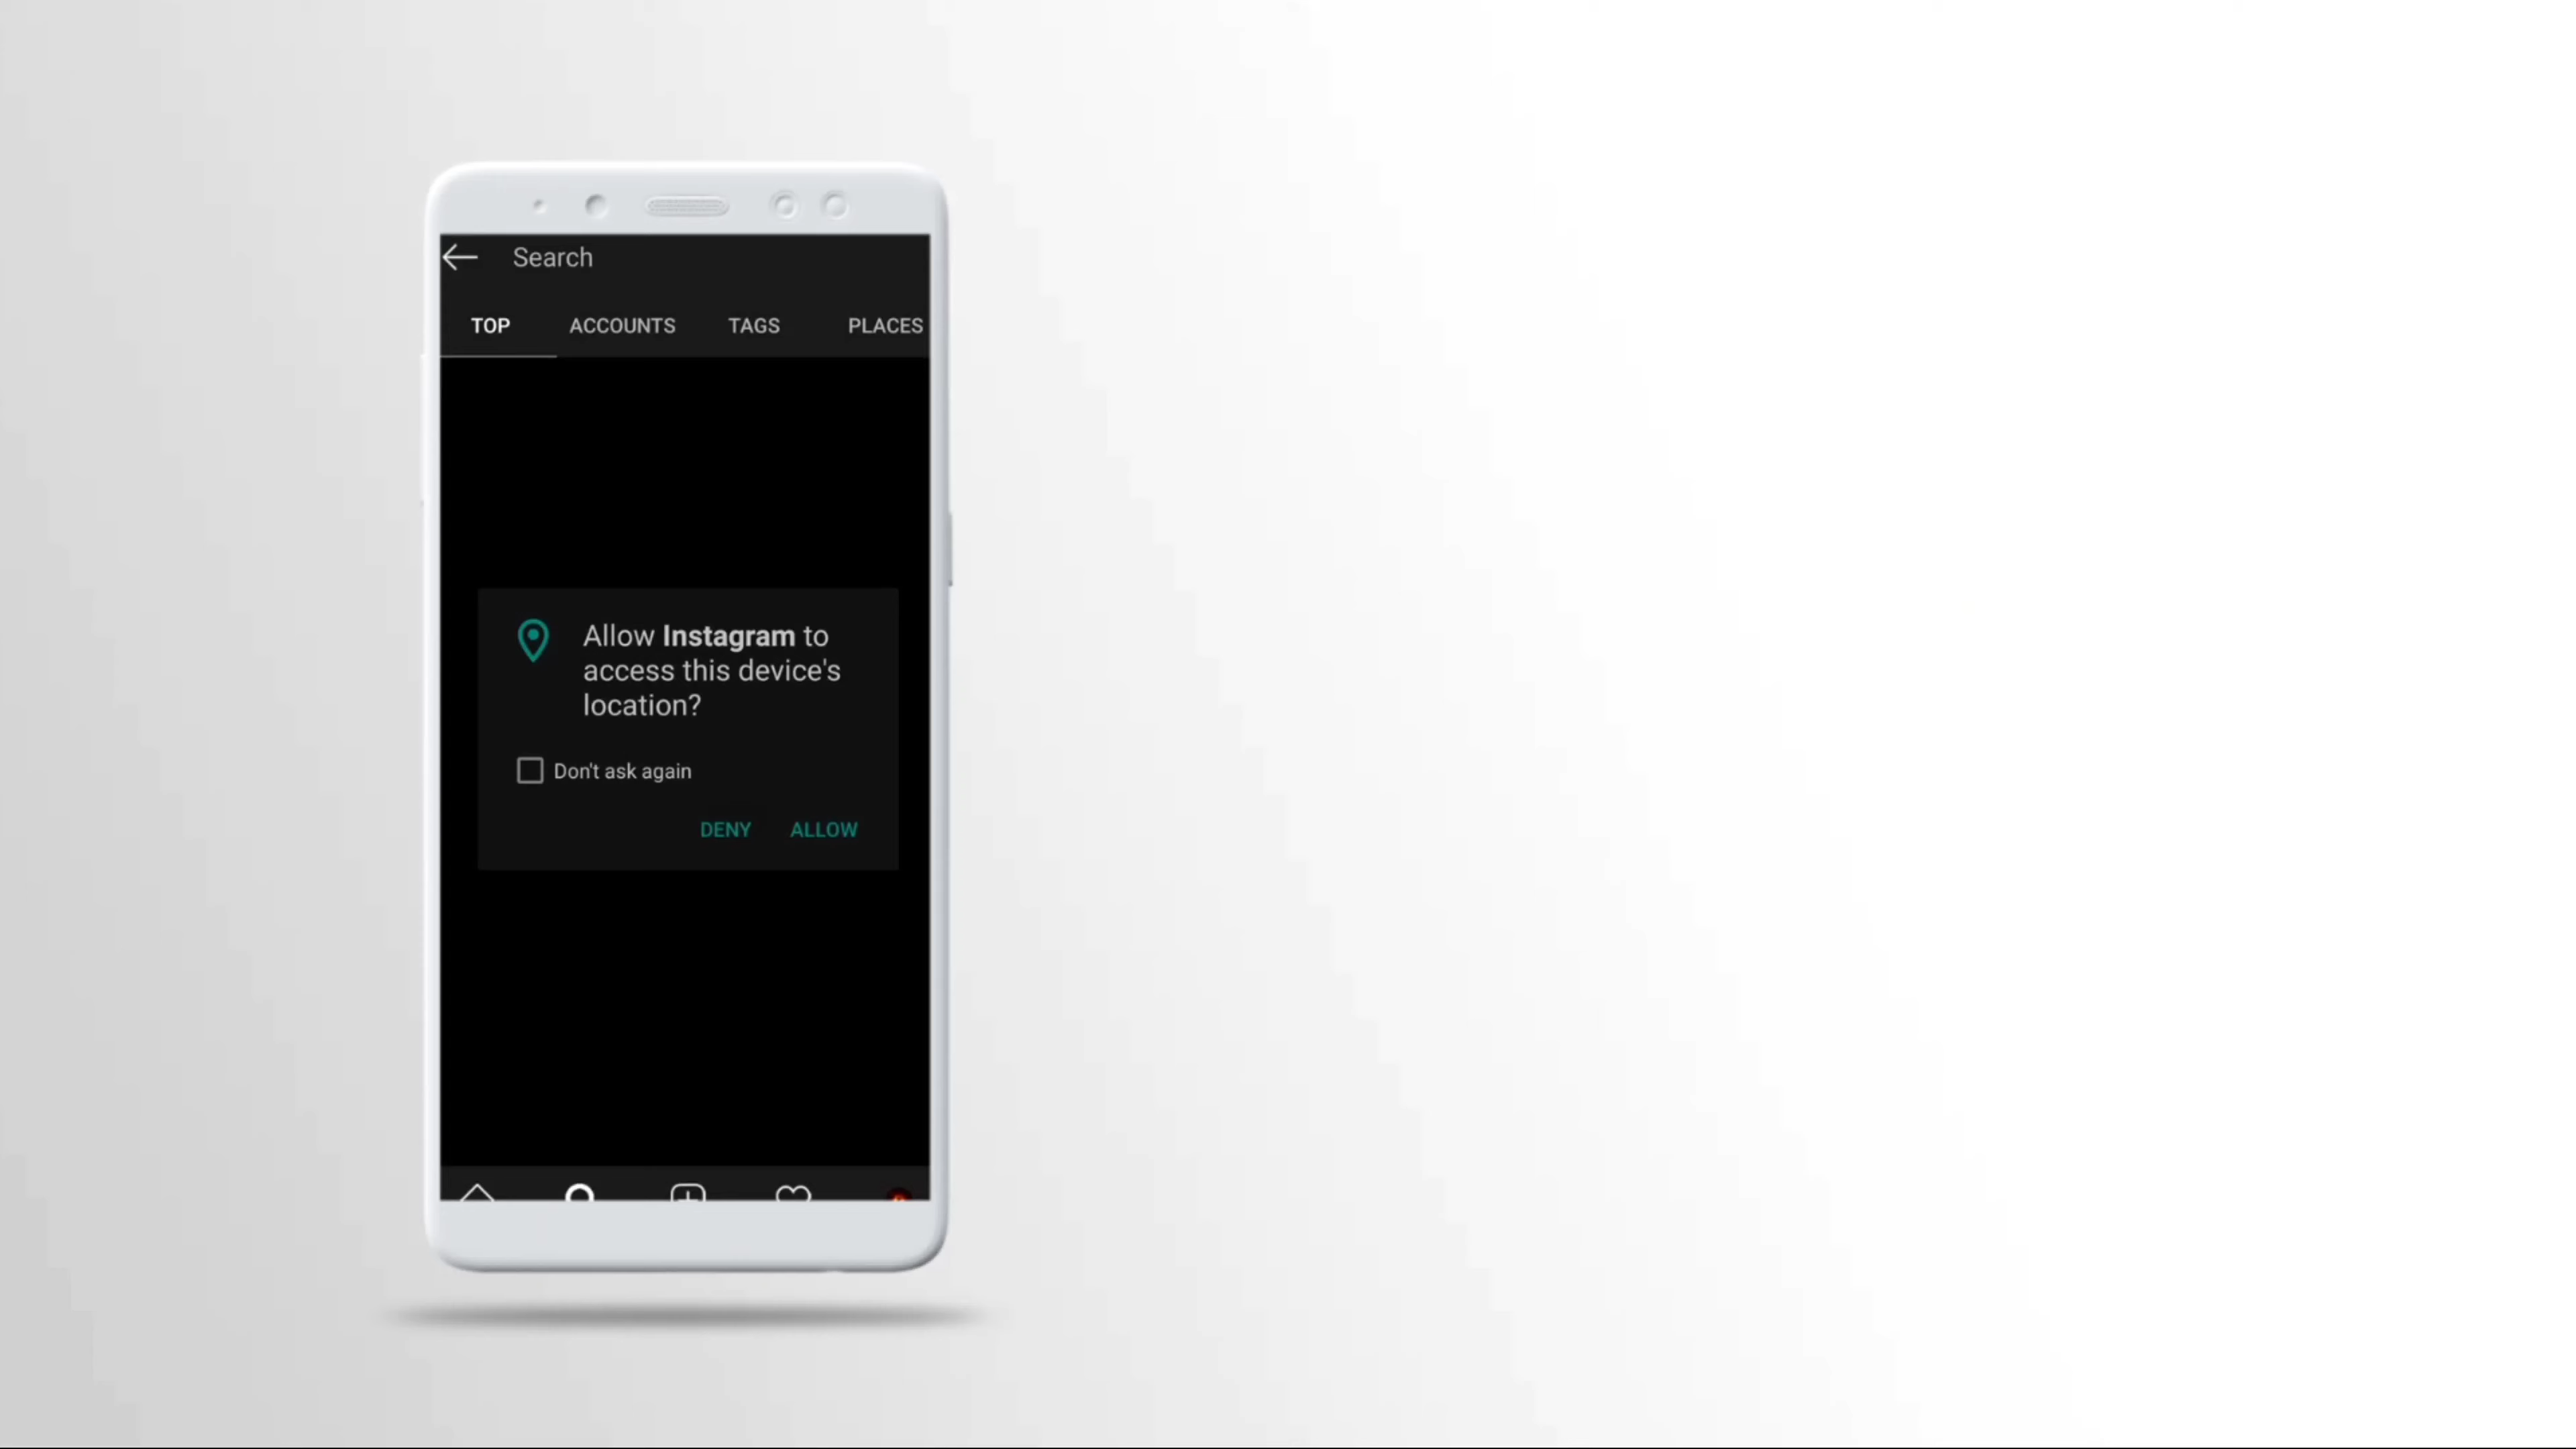 Search
TOP ACCOUNTS TAGS PLACES
Allow Instagram to
access this device's
location?
Don't ask again
DENY ALLOW